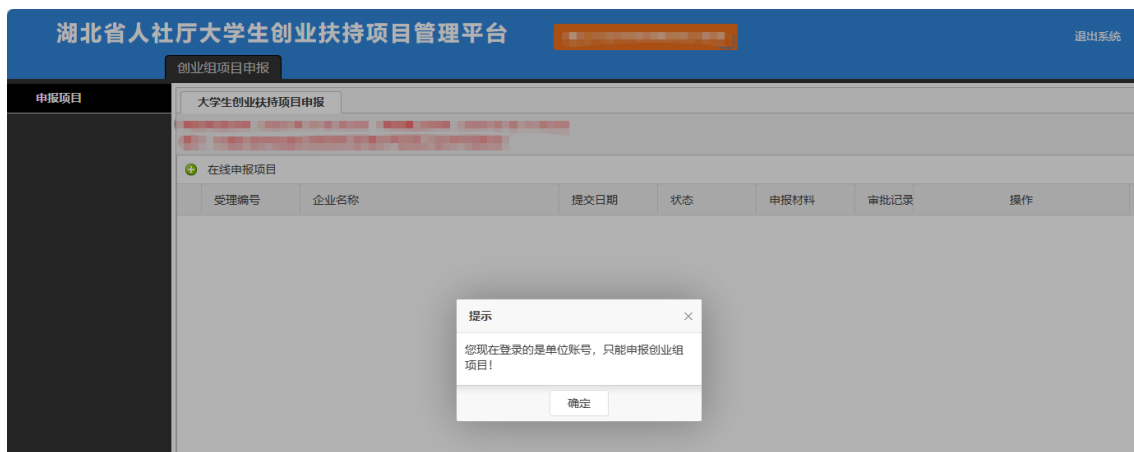 湖北省人社厅大学生创业扶持项目管理平台
退出系统
创业组项目申报
申报项目
大学生创业扶持项目申报
在线申报项目
受理编号 企业名称 提交日期 状态 申报材料 审批记录 操作
提示
您现在登录的是单位账号，只能申报创业组
项目！
确定